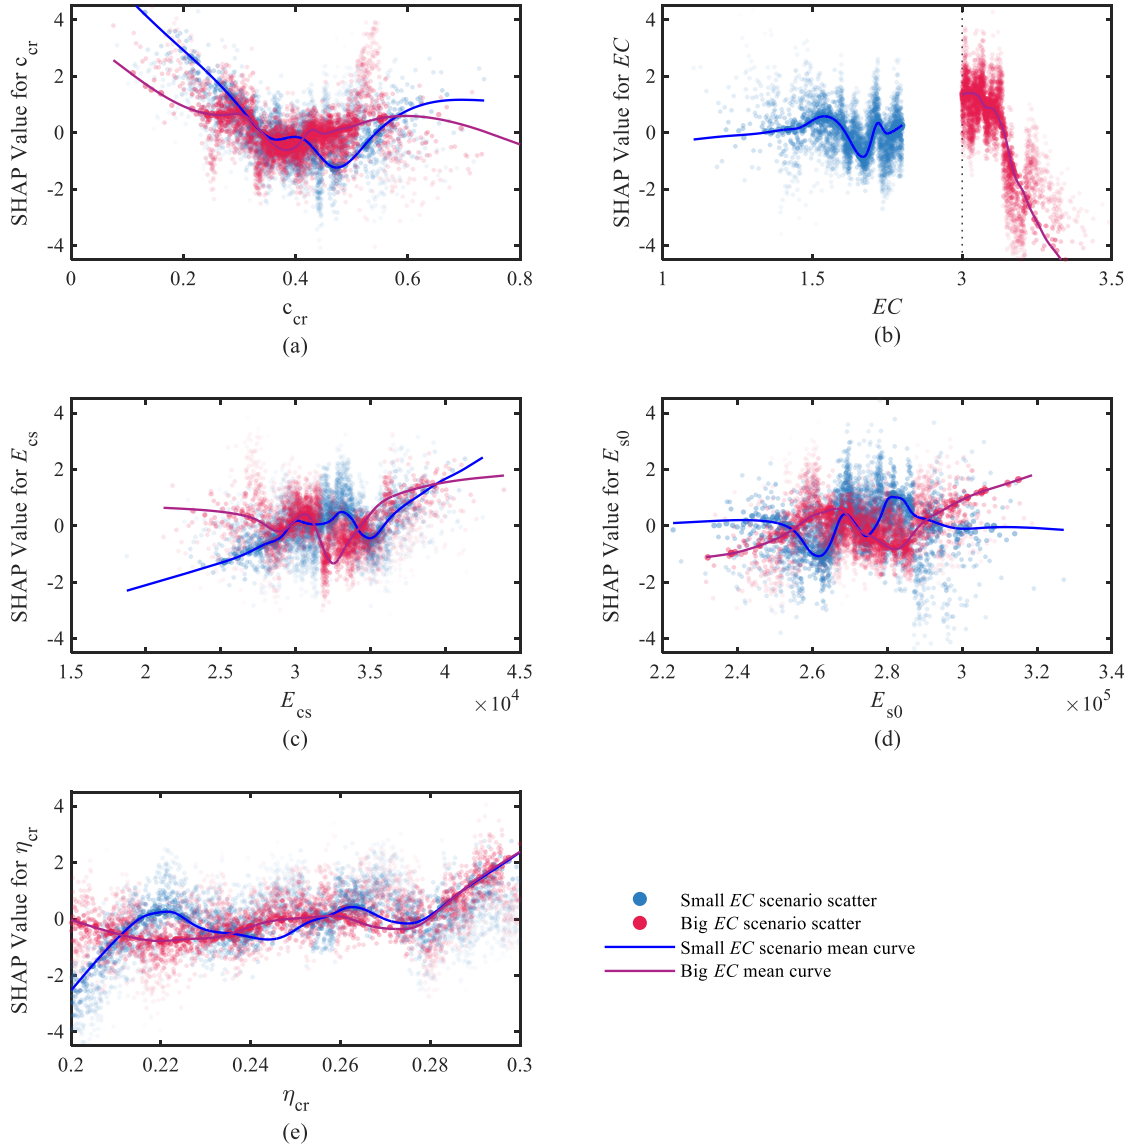 4
2
0
-2
-4
SHAP Value for c_cr
0 0.2 0.4 0.6 0.8
c_cr
(a)
4
2
0
-2
-4
SHAP Value for EC
1 1.5 3 3.5
EC
(b)
4
2
0
-2
-4
SHAP Value for E_cs
1.5 2 2.5 3 3.5 4 4.5
E_cs ×10^4
(c)
4
2
0
-2
-4
SHAP Value for E_s0
2.2 2.4 2.6 2.8 3 3.2 3.4
E_s0 ×10^5
(d)
4
2
0
-2
-4
SHAP Value for η_cr
0.2 0.22 0.24 0.26 0.28 0.3
η_cr
(e)
Small EC scenario scatter
Big EC scenario scatter
Small EC scenario mean curve
Big EC mean curve